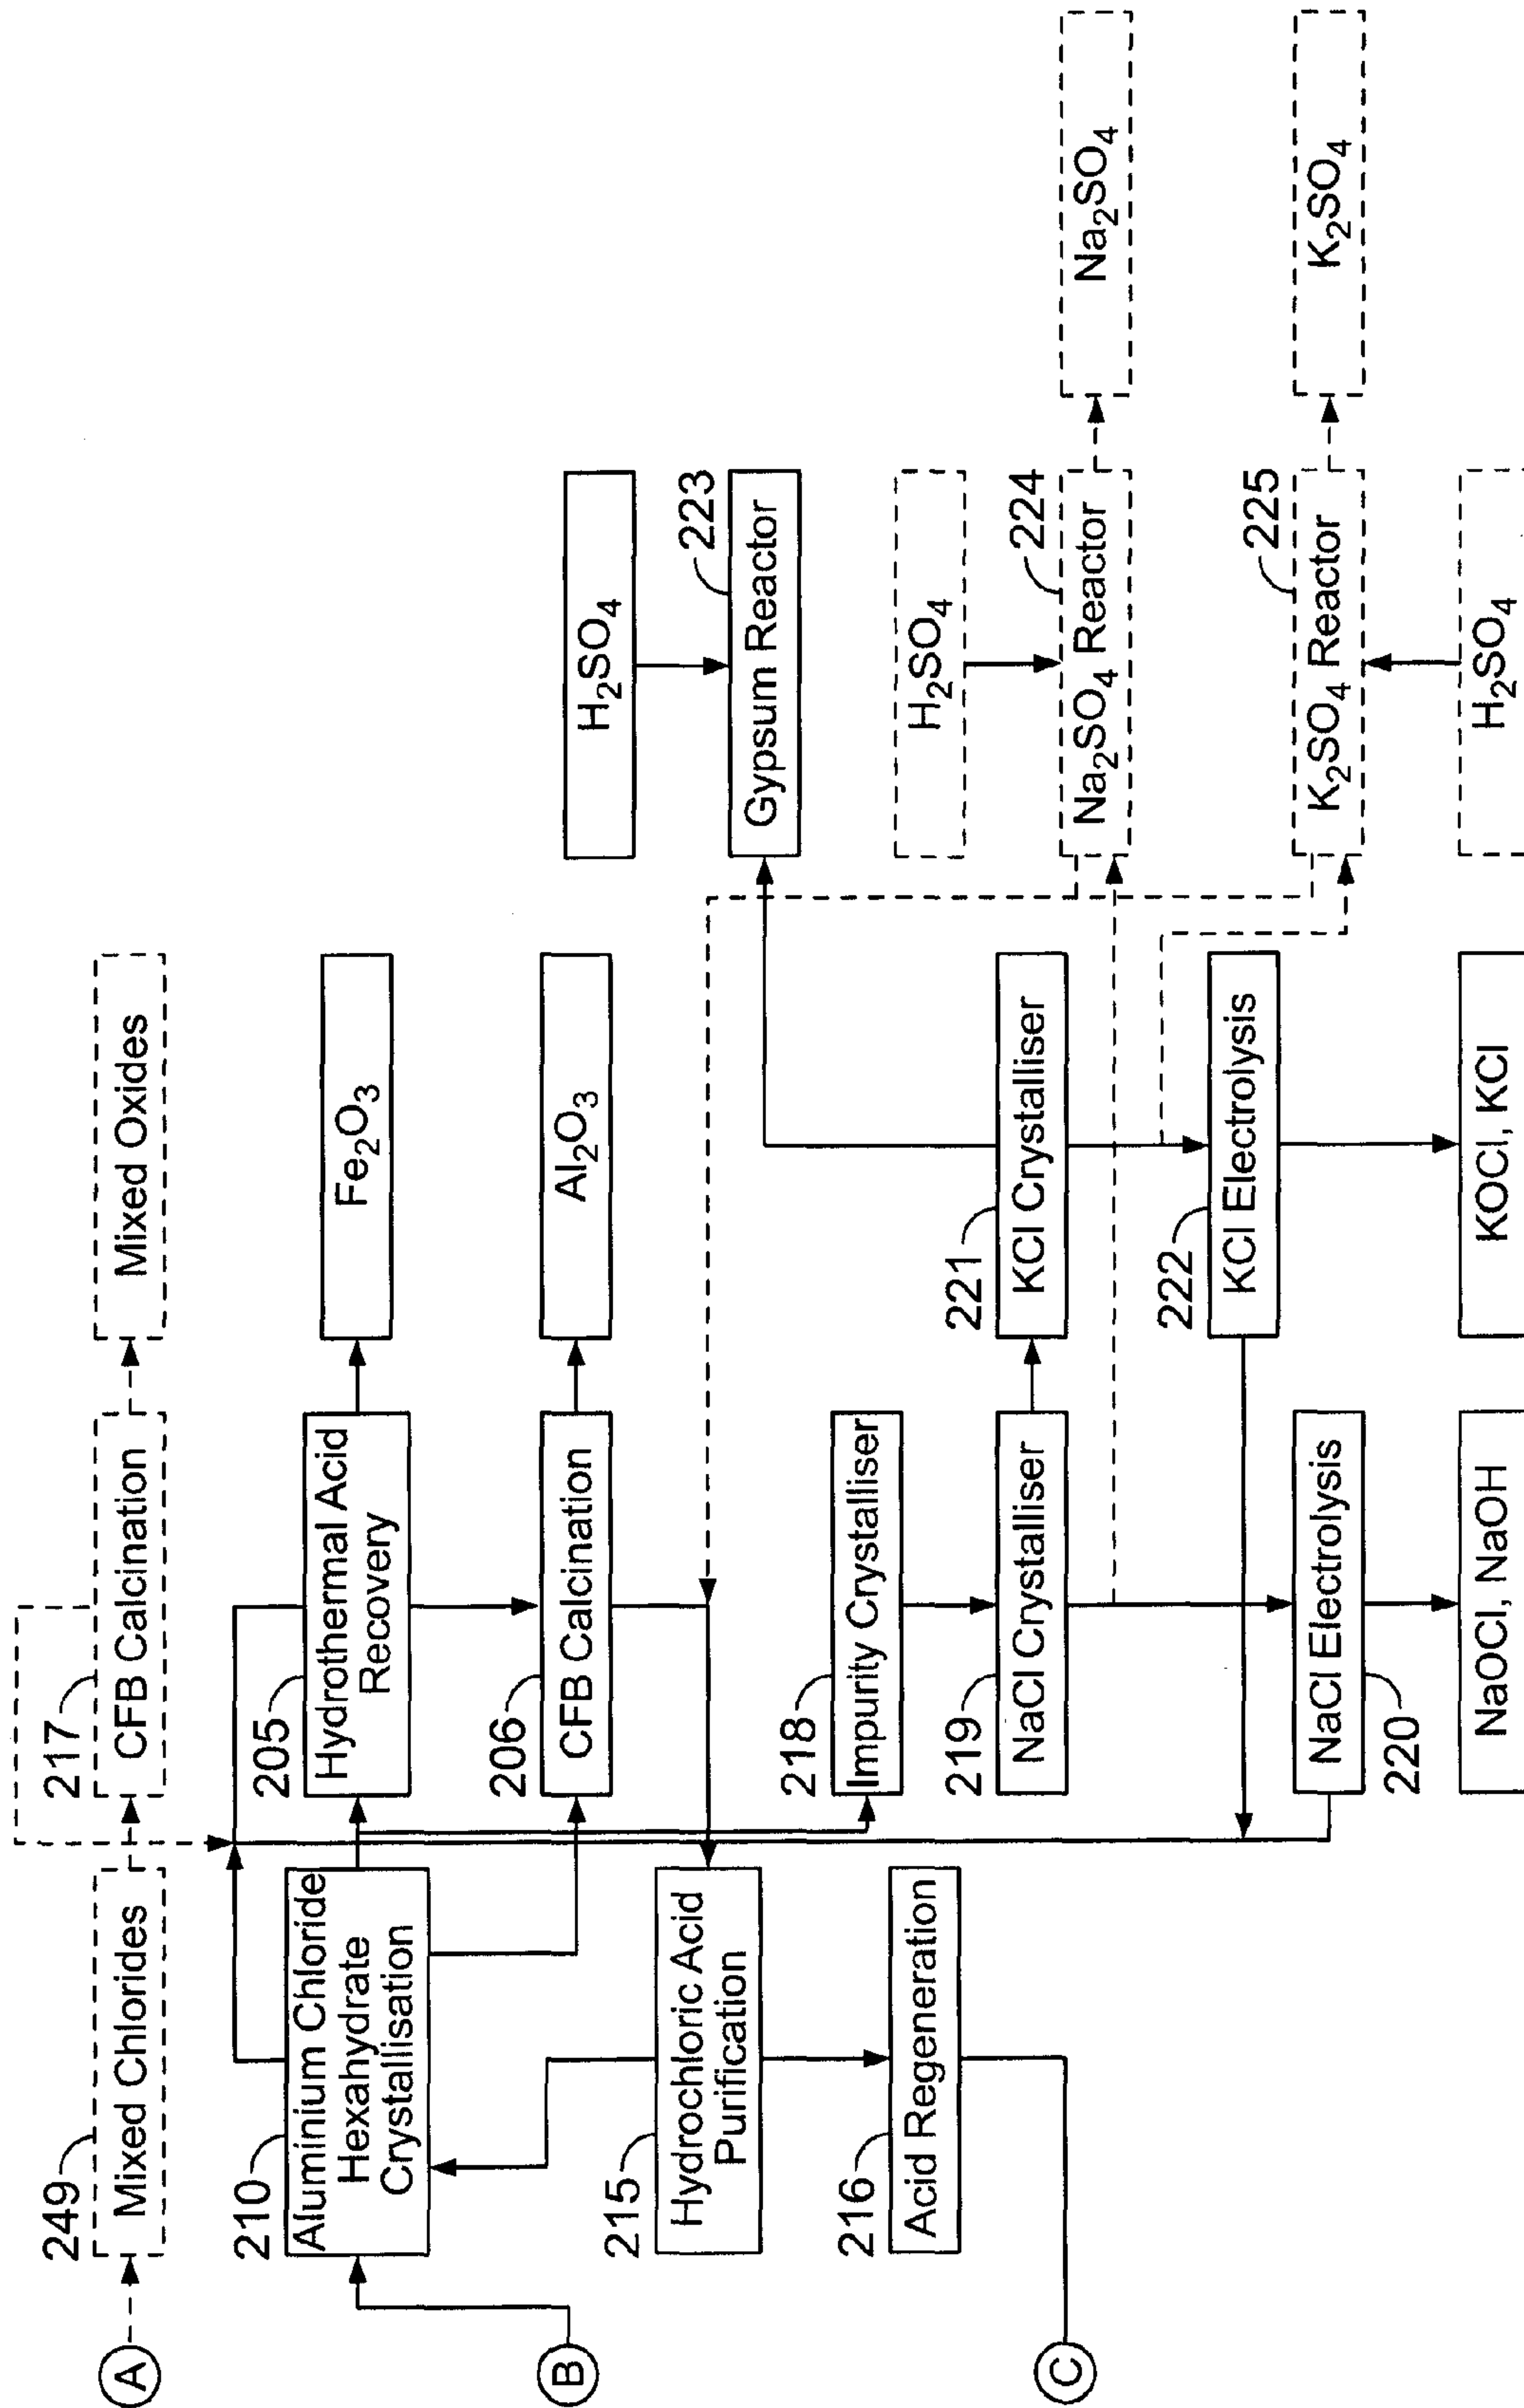 A
249
Mixed Chlorides
217
CFB Calcination
Mixed Oxides
210
Aluminium Chloride
Hexahydrate
Crystallisation
205
Hydrothermal Acid
Recovery
Fe₂O₃
B
206
CFB Calcination
Al₂O₃
H₂SO₄
215
Hydrochloric Acid
Purification
223
Gypsum Reactor
216
Acid Regeneration
218
Impurity Crystalliser
H₂SO₄
C
219
NaCl Crystalliser
221
KCl Crystalliser
224
Na₂SO₄ Reactor
Na₂SO₄
222
KCl Electrolysis
NaCl Electrolysis
220
225
K₂SO₄ Reactor
K₂SO₄
NaOCl, NaOH
KOCl, KCl
H₂SO₄